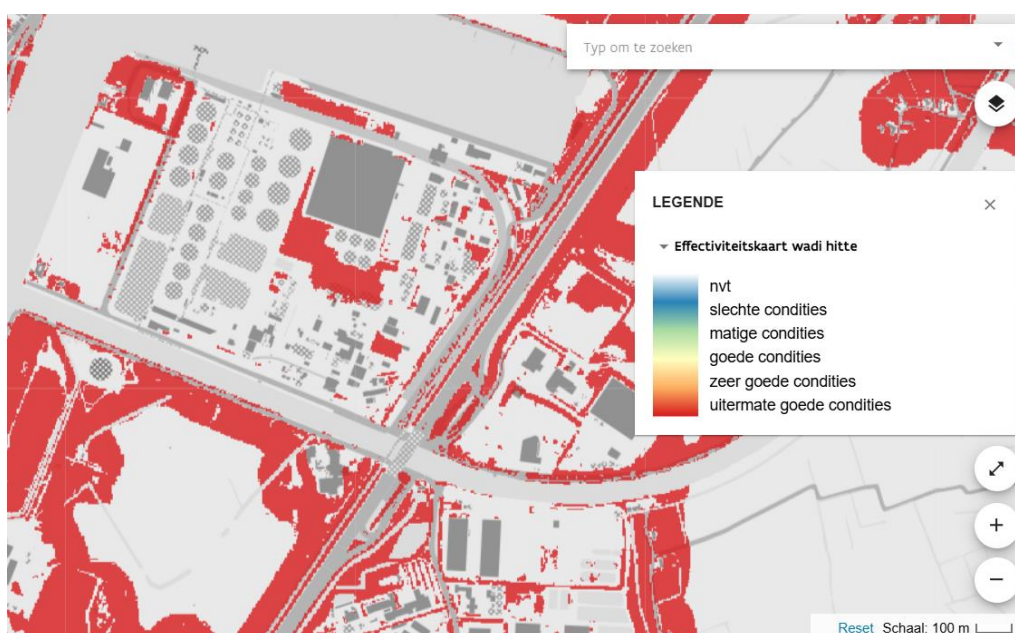 Typ om te zoeken
LEGENDE
Effectiviteitskaart wadi hitte
nvt
slechte condities
matige condities
goede condities
zeer goede condities
uitermate goede condities
Reset Schaal: 100 m